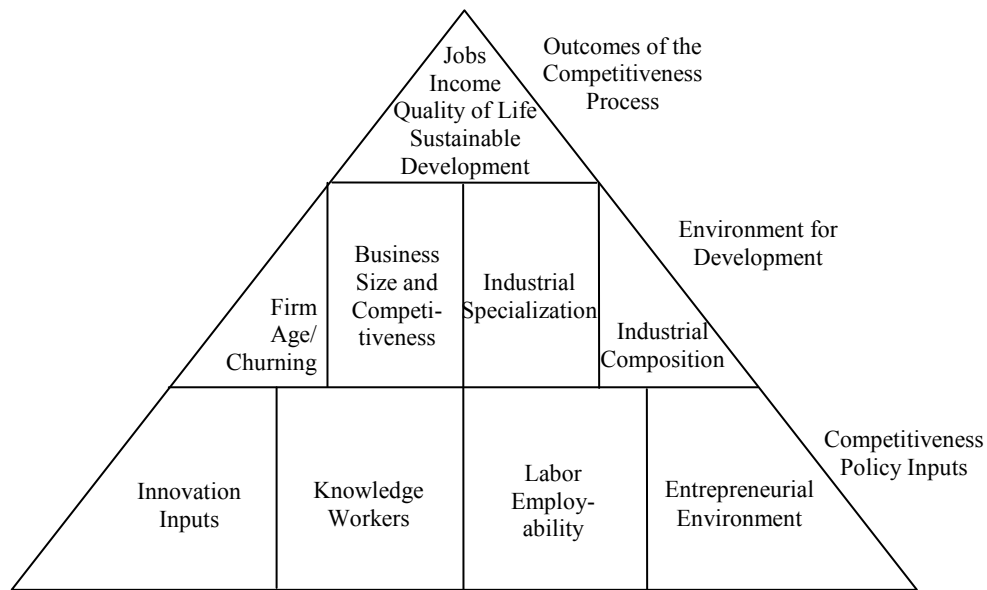 Jobs
Income
Quality of Life
Sustainable
Development
Outcomes of the
Competitiveness
Process
Firm
Age/
Churning
Business
Size and
Competi-
tiveness
Industrial
Specialization
Industrial
Composition
Environment for
Development
Innovation
Inputs
Knowledge
Workers
Labor
Employ-
ability
Entrepreneurial
Environment
Competitiveness
Policy Inputs